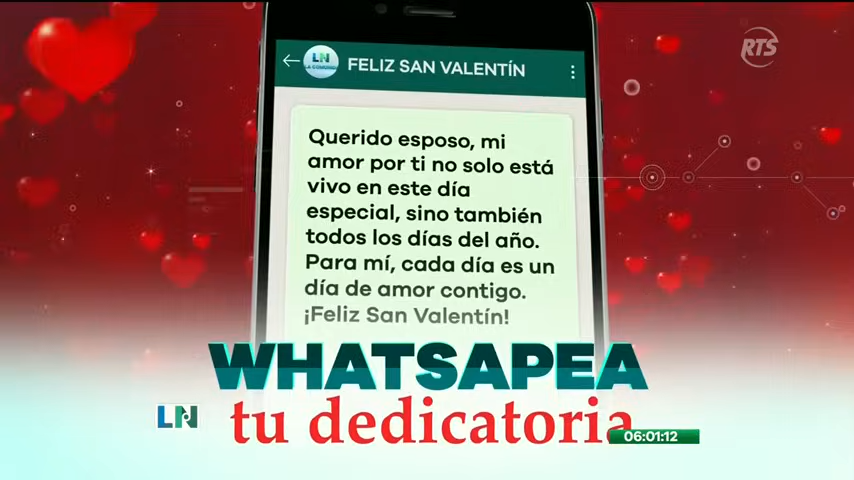 RTS
LN
LA COMUNIDAD
FELIZ SAN VALENTÍN
Querido esposo, mi
amor por ti no solo está
vivo en este día
especial, sino también
todos los días del año.
Para mí, cada día es un
día de amor contigo.
¡Feliz San Valentín!
WHATSAPEA
LN
tu dedicatoria
06:01:12